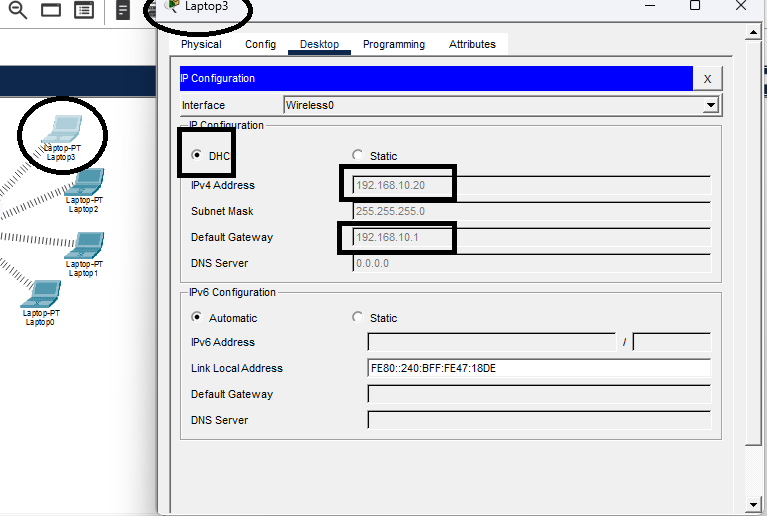 Laptop3
Physical Config Desktop Programming Attributes
IP Configuration X
Interface Wireless0
IP Configuration
DHC Static
IPv4 Address 192.168.10.20
Subnet Mask 255.255.255.0
Default Gateway 192.168.10.1
DNS Server 0.0.0.0
IPv6 Configuration
Automatic Static
IPv6 Address /
Link Local Address FE80::240:BFF:FE47:18DE
Default Gateway
DNS Server
Laptop-PT
Laptop3
Laptop-PT
Laptop2
Laptop-PT
Laptop1
Laptop-PT
Laptop0